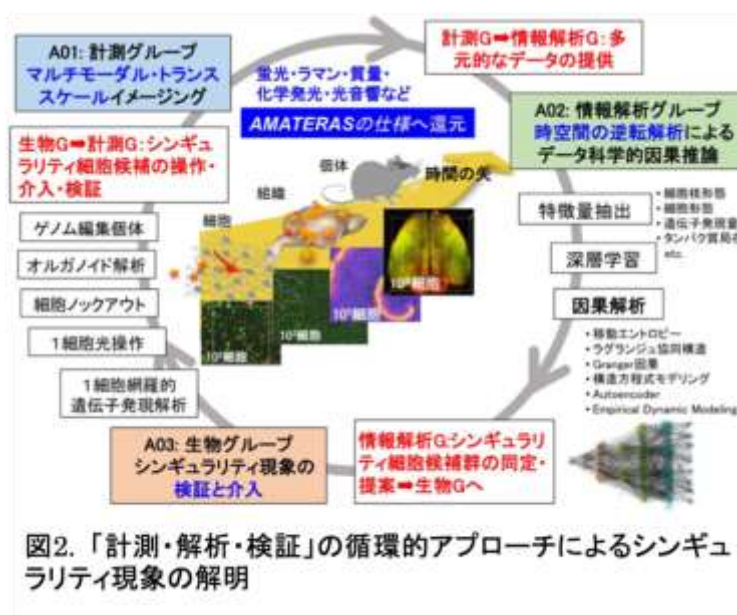 A01: 計測グループ
マルチモーダル・トランス
スケールイメージング
蛍光・ラマン・質量・
化学発光・光音響など
AMATERASの仕様へ還元
計測G➡情報解析G:多
元的なデータの提供
A02: 情報解析グループ
時空間の逆転解析による
データ科学的因果推論
生物G➡計測G:シンギュ
ラリティ細胞候補の操作・
介入・検証
ゲノム編集個体
オルガノイド解析
細胞ノックアウト
1細胞光操作
1細胞網羅的
遺伝子発現解析
細胞
組織
個体
時間の矢
細胞
細胞
細胞
細胞
特徴量抽出
・細胞核形態
・細胞形態
・遺伝子発現量
・タンパク質局在
etc.
深層学習
因果解析
・移動エントロピー
・ラグランジュ協同構造
・Granger因果
・構造方程式モデリング
・Autoencoder
・Empirical Dynamic Modeling
A03: 生物グループ
シンギュラリティ現象の
検証と介入
情報解析G:シンギュラリ
ティ細胞候補群の同定・
提案➡生物Gへ
図2. 「計測・解析・検証」の循環的アプローチによるシンギュ
ラリティ現象の解明